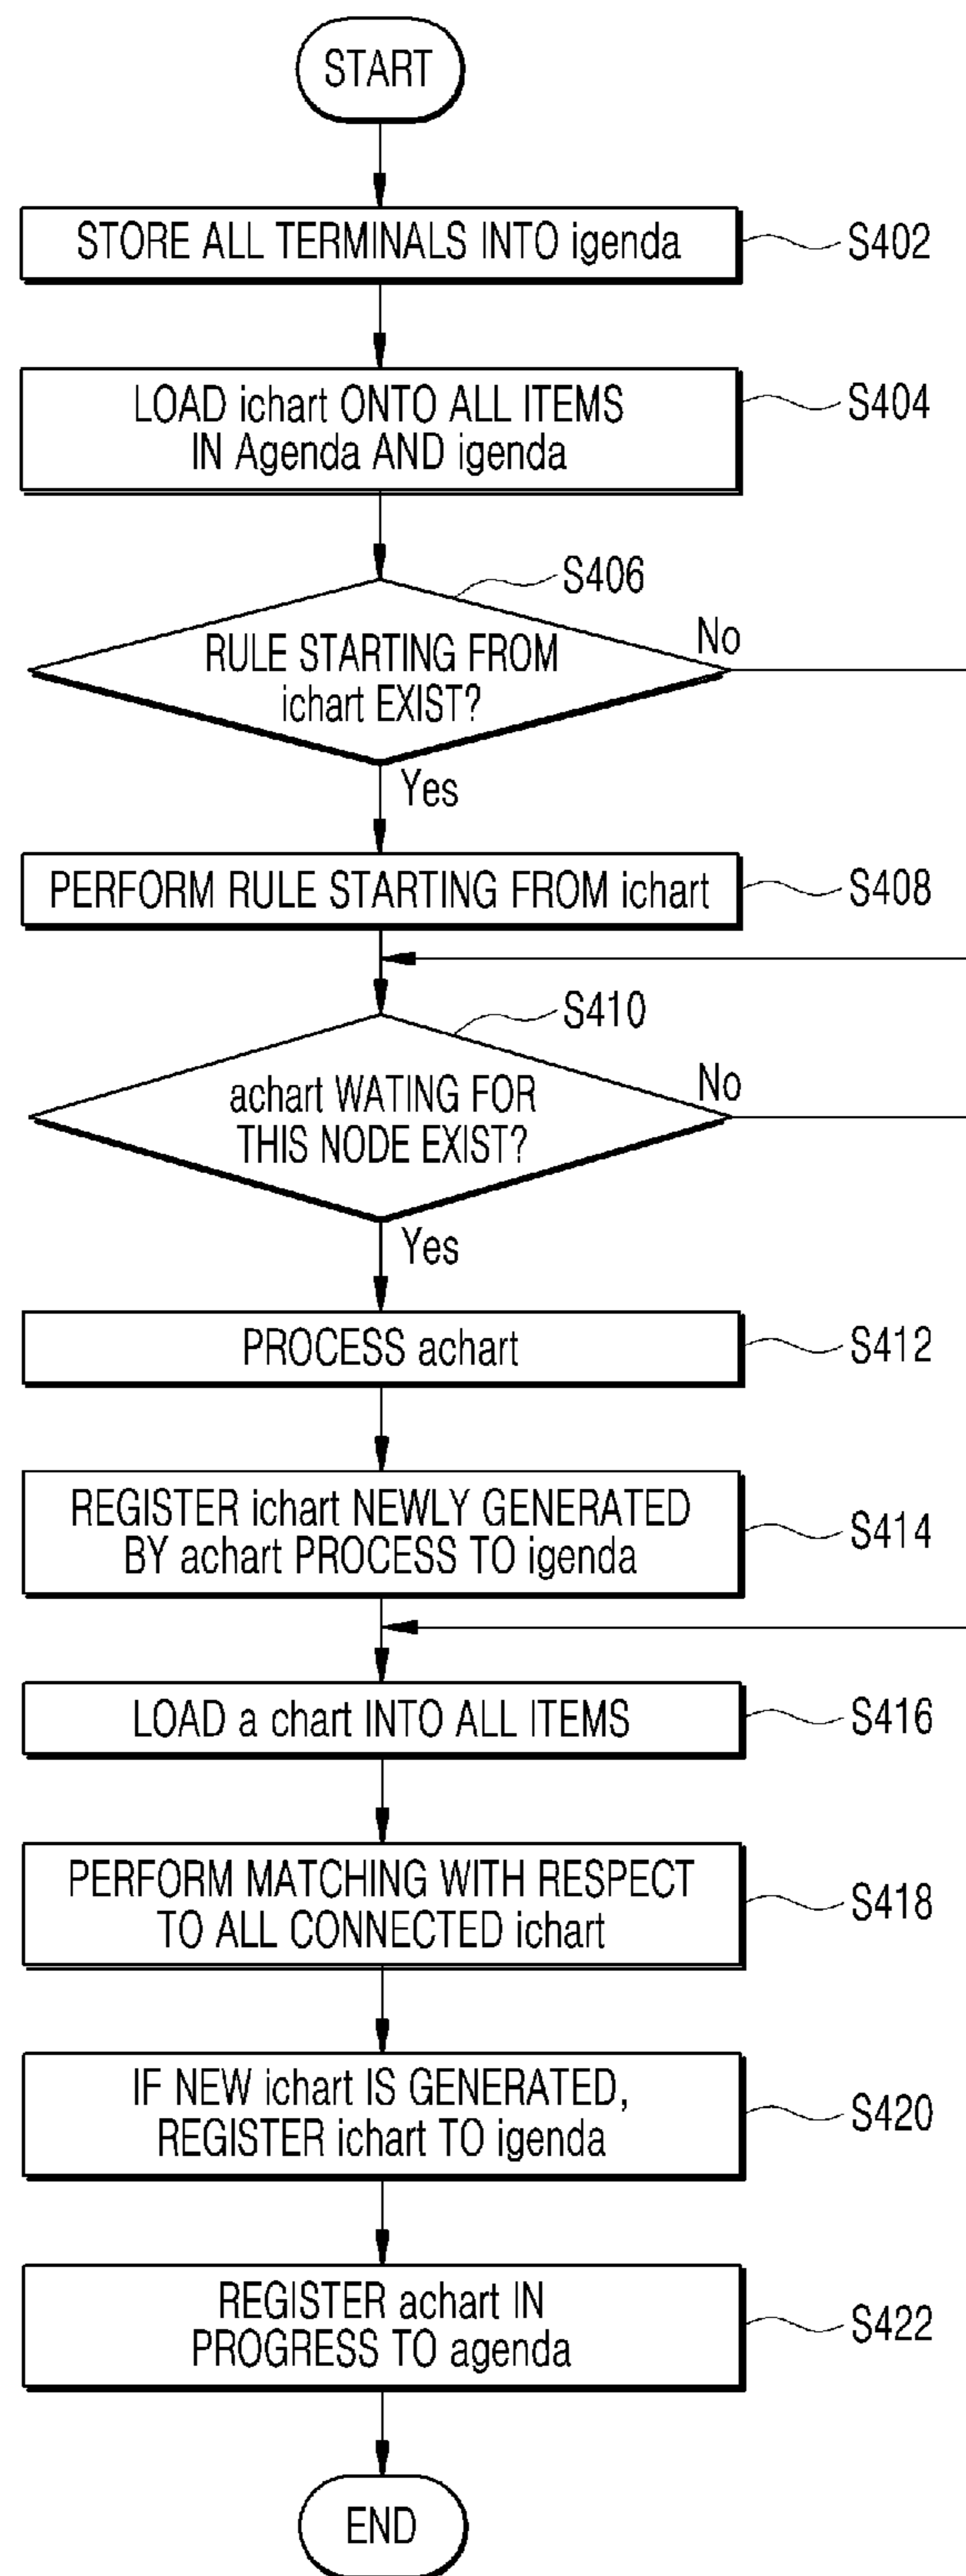 START
STORE ALL TERMINALS INTO igenda
S402
LOAD ichart ONTO ALL ITEMS
IN Agenda AND igenda
S404
S406
RULE STARTING FROM
ichart EXIST?
No
Yes
PERFORM RULE STARTING FROM ichart
S408
S410
achart WATING FOR
THIS NODE EXIST?
No
Yes
PROCESS achart
S412
REGISTER ichart NEWLY GENERATED
BY achart PROCESS TO igenda
S414
LOAD a chart INTO ALL ITEMS
S416
PERFORM MATCHING WITH RESPECT
TO ALL CONNECTED ichart
S418
IF NEW ichart IS GENERATED,
REGISTER ichart TO igenda
S420
REGISTER achart IN
PROGRESS TO agenda
S422
END